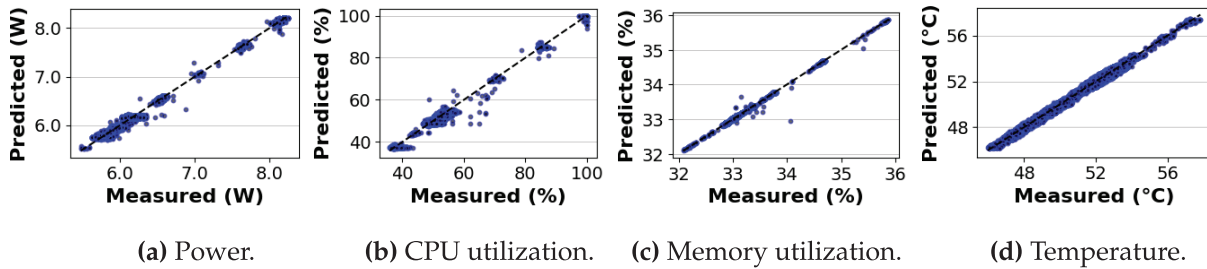 Predicted (W)
8.0
7.0
6.0
6.0 7.0 8.0
Measured (W)
(a) Power.
Predicted (%)
100
80
60
40
40 60 80 100
Measured (%)
(b) CPU utilization.
Predicted (%)
36
35
34
33
32
32 33 34 35 36
Measured (%)
(c) Memory utilization.
Predicted (°C)
56
52
48
48 52 56
Measured (°C)
(d) Temperature.